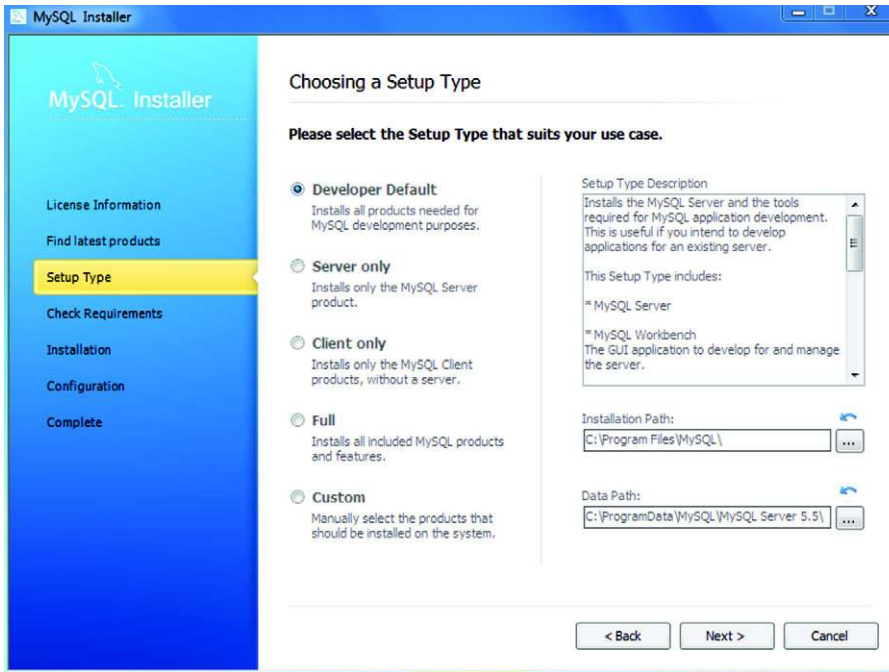 MySQL Installer
MySQL. Installer
License Information
Find latest products
Setup Type
Check Requirements
Installation
Configuration
Complete
Choosing a Setup Type
Please select the Setup Type that suits your use case.
Developer Default
Installs all products needed for
MySQL development purposes.
Server only
Installs only the MySQL Server
product.
Client only
Installs only the MySQL Client
products, without a server.
Full
Installs all included MySQL products
and features.
Custom
Manually select the products that
should be installed on the system.
Setup Type Description
Installs the MySQL Server and the tools
required for MySQL application development.
This is useful if you intend to develop
applications for an existing server.
This Setup Type includes:
* MySQL Server
* MySQL Workbench
The GUI application to develop for and manage
the server.
Installation Path:
C:\Program Files\MySQL\
...
Data Path:
C:\ProgramData\MySQL\MySQL Server 5.5\
...
< Back
Next >
Cancel